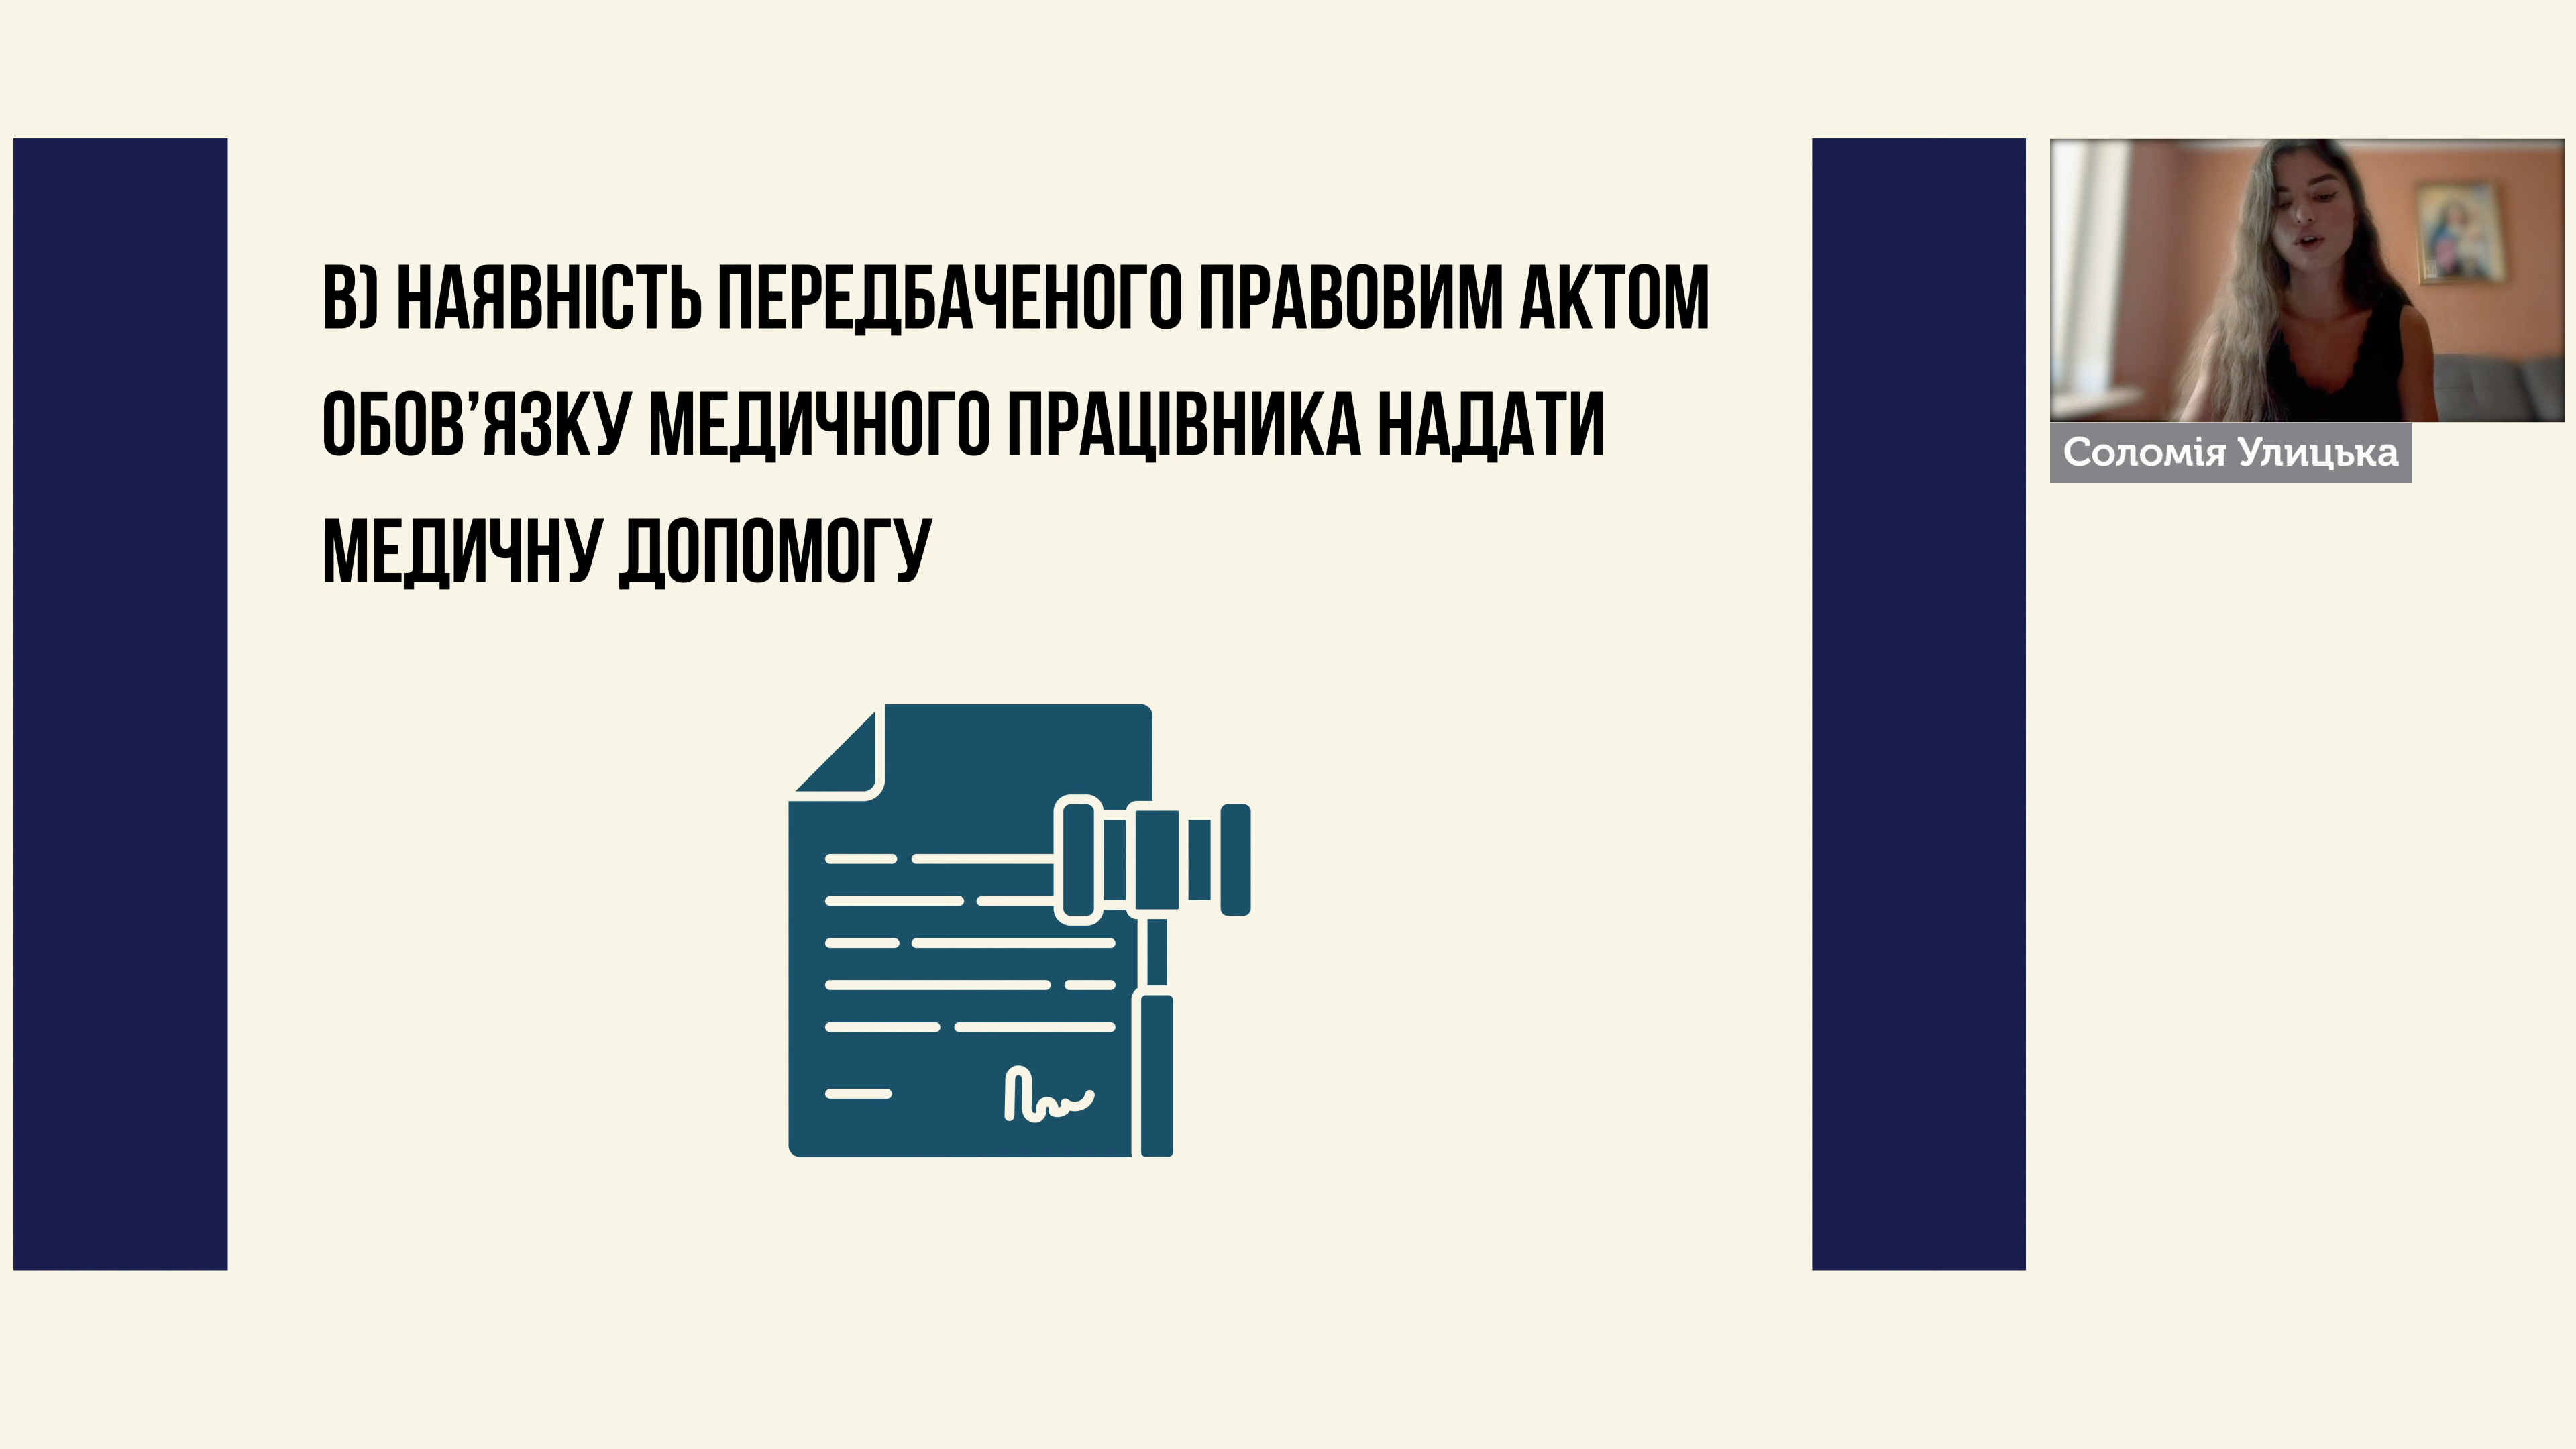 В) НАЯВНІСТЬ ПЕРЕДБАЧЕНОГО ПРАВОВИМ АКТОМ
ОБОВ’ЯЗКУ МЕДИЧНОГО ПРАЦІВНИКА НАДАТИ
МЕДИЧНУ ДОПОМОГУ
Соломія Улицька